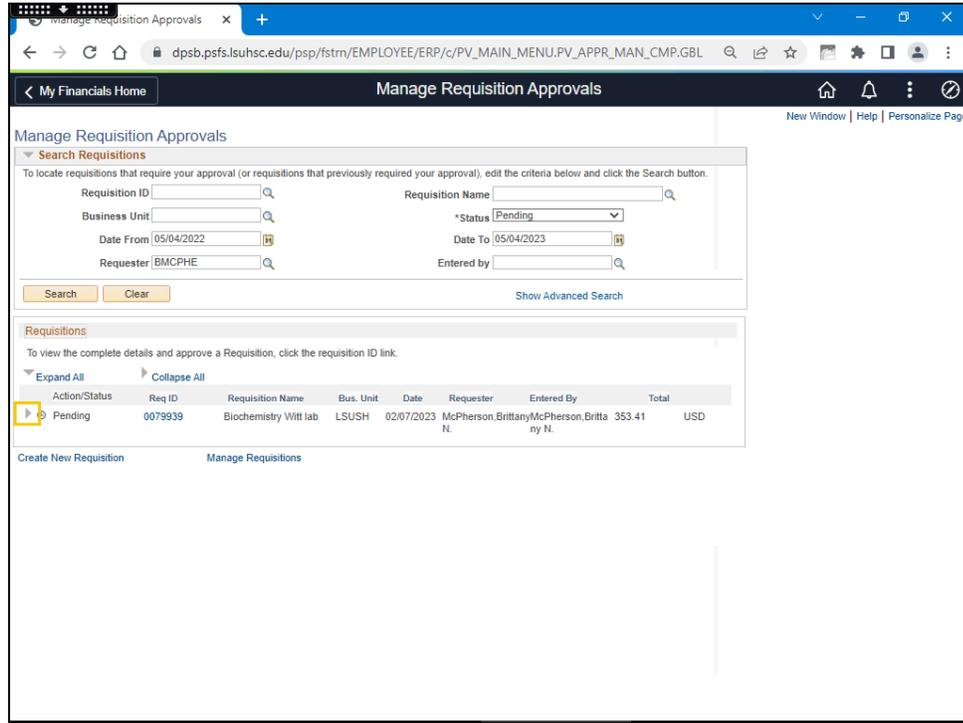 Manage Requisition Approvals
dpsb.psfs.lsuhsc.edu/psp/fstrn/EMPLOYEE/ERP/c/PV_MAIN_MENU.PV_APPR_MAN_CMP.GBL
My Financials Home Manage Requisition Approvals
New Window | Help | Personalize Pag
Manage Requisition Approvals
Search Requisitions
To locate requisitions that require your approval (or requisitions that previously required your approval), edit the criteria below and click the Search button.
Requisition ID Requisition Name
Business Unit *Status Pending
Date From 05/04/2022 Date To 05/04/2023
Requester BMCPHE Entered by
Search Clear Show Advanced Search
Requisitions
To view the complete details and approve a Requisition, click the requisition ID link.
Expand All Collapse All
Action/Status Req ID Requisition Name Bus. Unit Date Requester Entered By Total
Pending 0079939 Biochemistry Witt lab LSUSH 02/07/2023 McPherson,Brittany McPherson,Britta 353.41 USD
N. ny N.
Create New Requisition Manage Requisitions